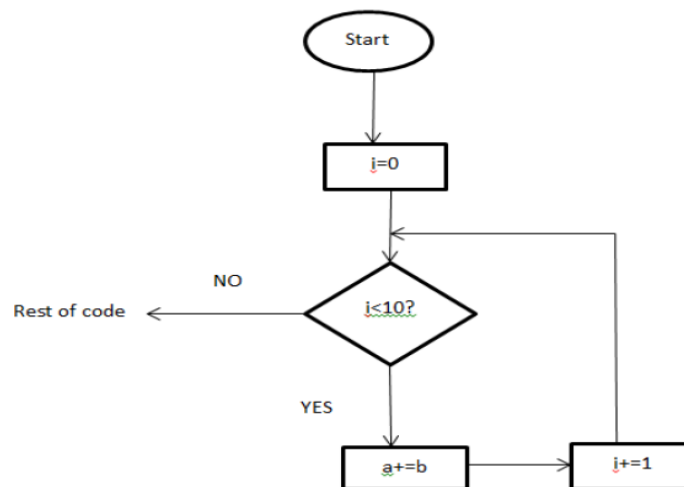 Start
i=0
NO
i<10?
Rest of code
YES
a+=b
i+=1